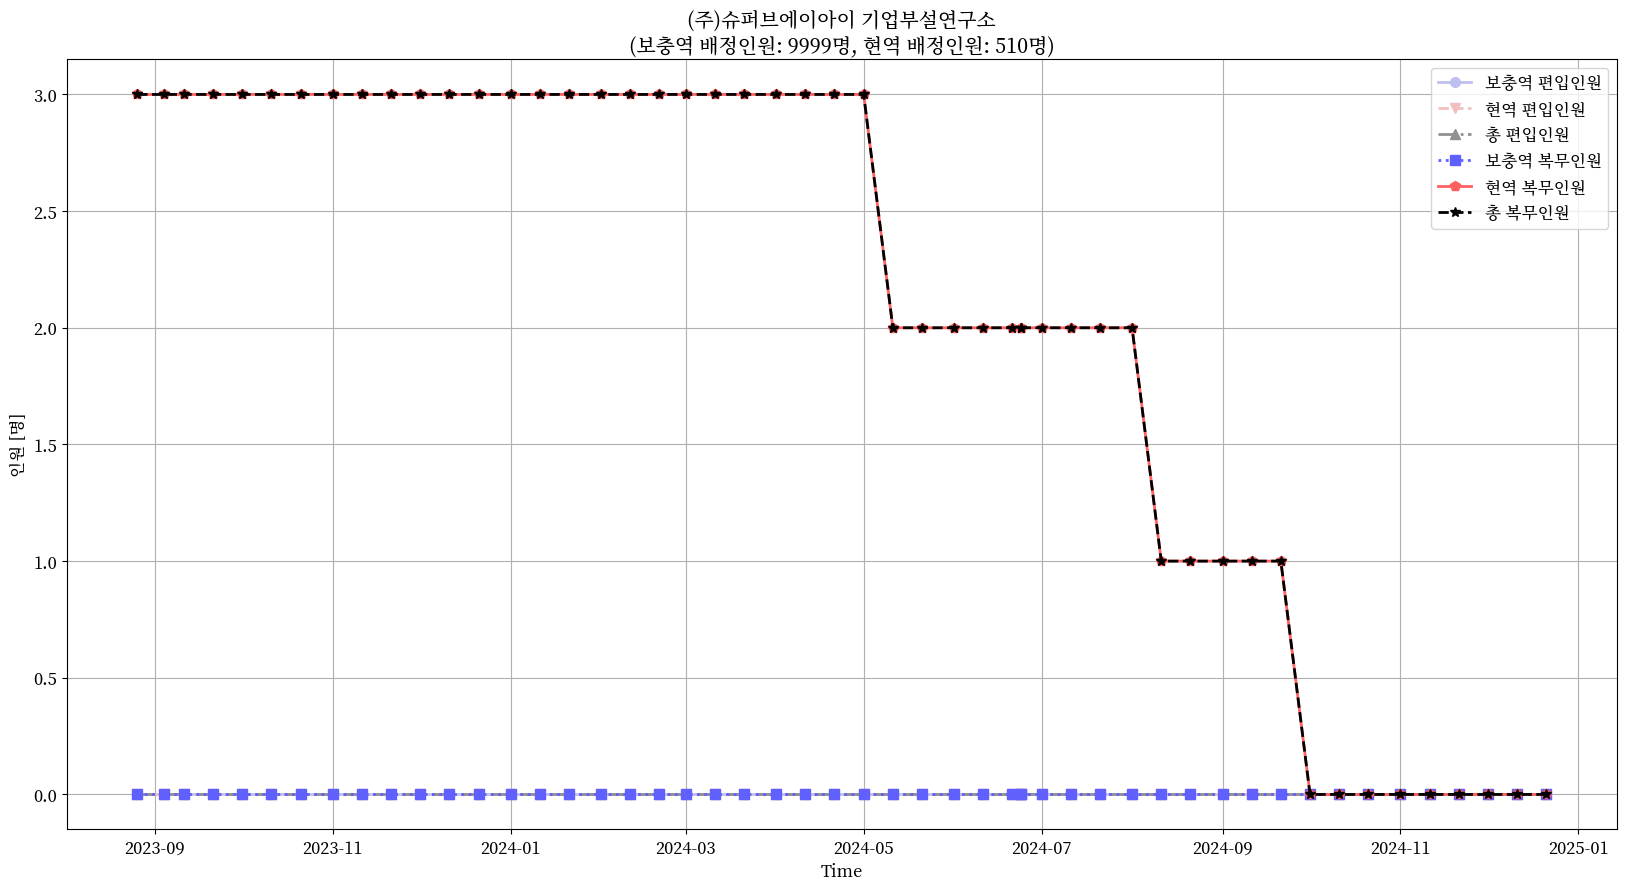 (주)슈퍼브에이아이 기업부설연구소
(보충역 배정인원: 9999명, 현역 배정인원: 510명)
보충역 편입인원
현역 편입인원
총 편입인원
보충역 복무인원
현역 복무인원
총 복무인원
인원 [명]
3.0
2.5
2.0
1.5
1.0
0.5
0.0
2023-09
2023-11
2024-01
2024-03
2024-05
2024-07
2024-09
2024-11
2025-01
Time